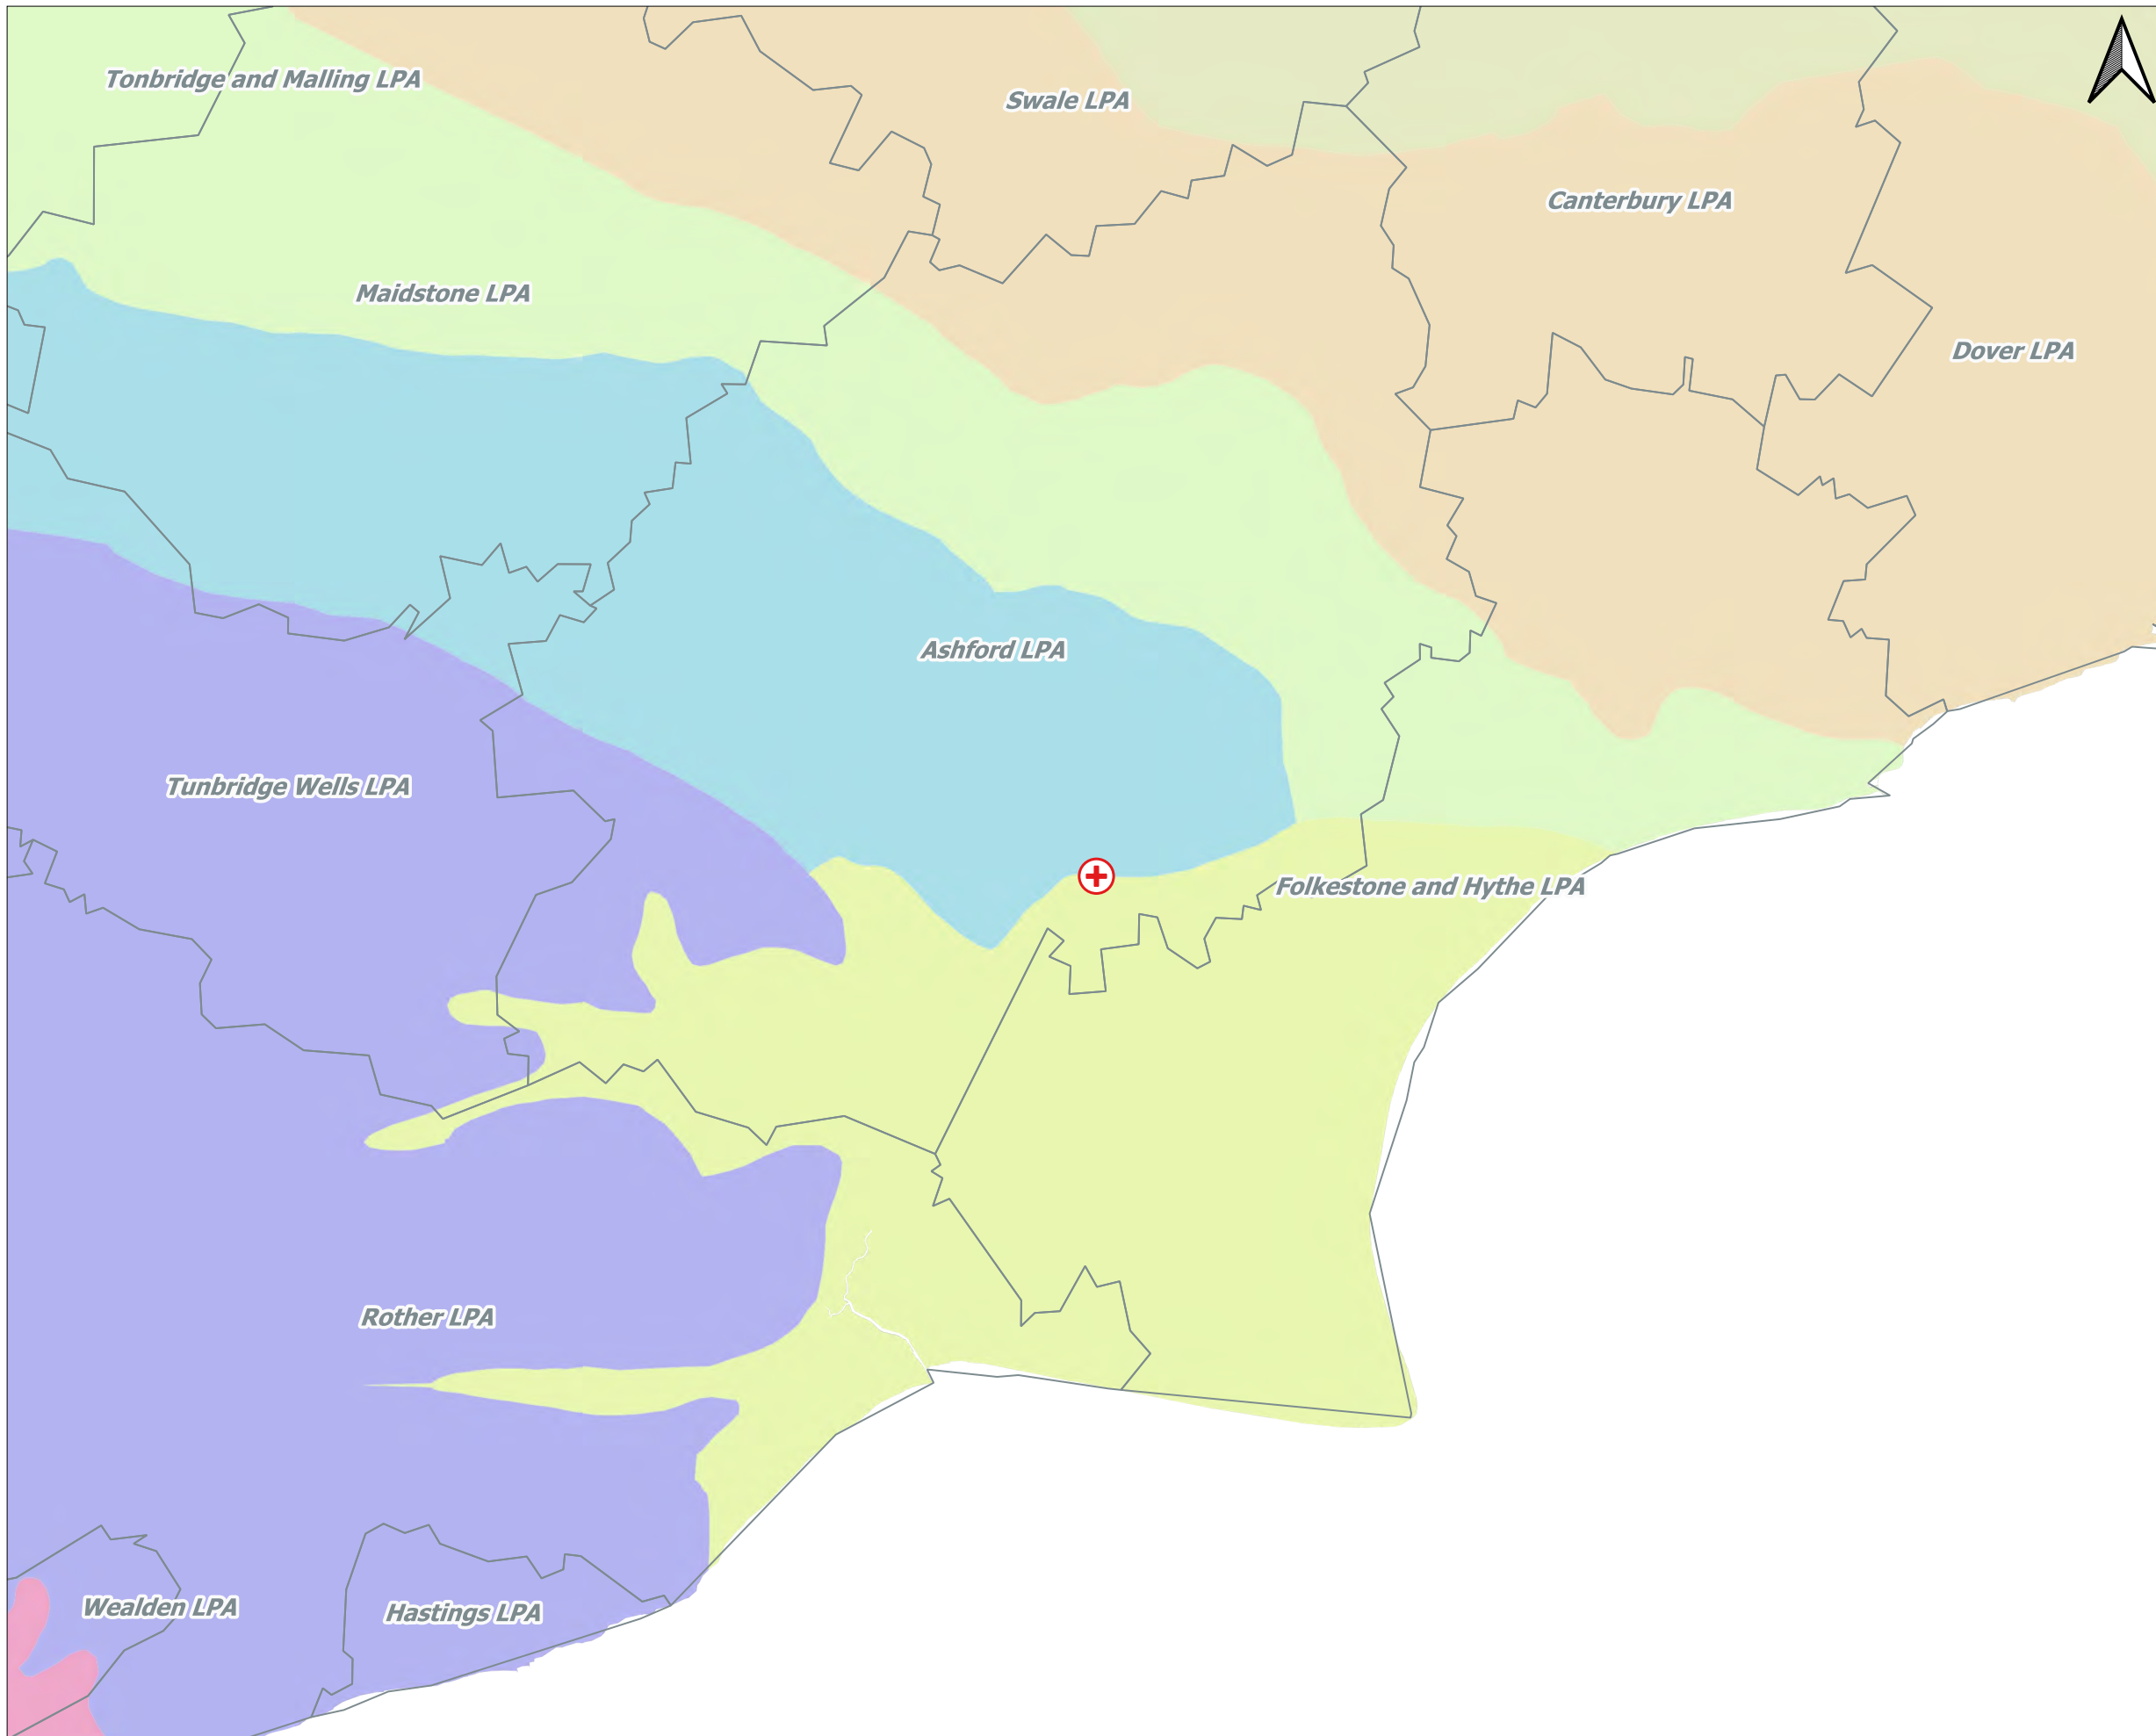 Tonbridge and Malling LPA
Swale LPA
Canterbury LPA
Maidstone LPA
Dover LPA
Ashford LPA
Tunbridge Wells LPA
Folkestone and Hythe LPA
Rother LPA
Wealden LPA
Hastings LPA